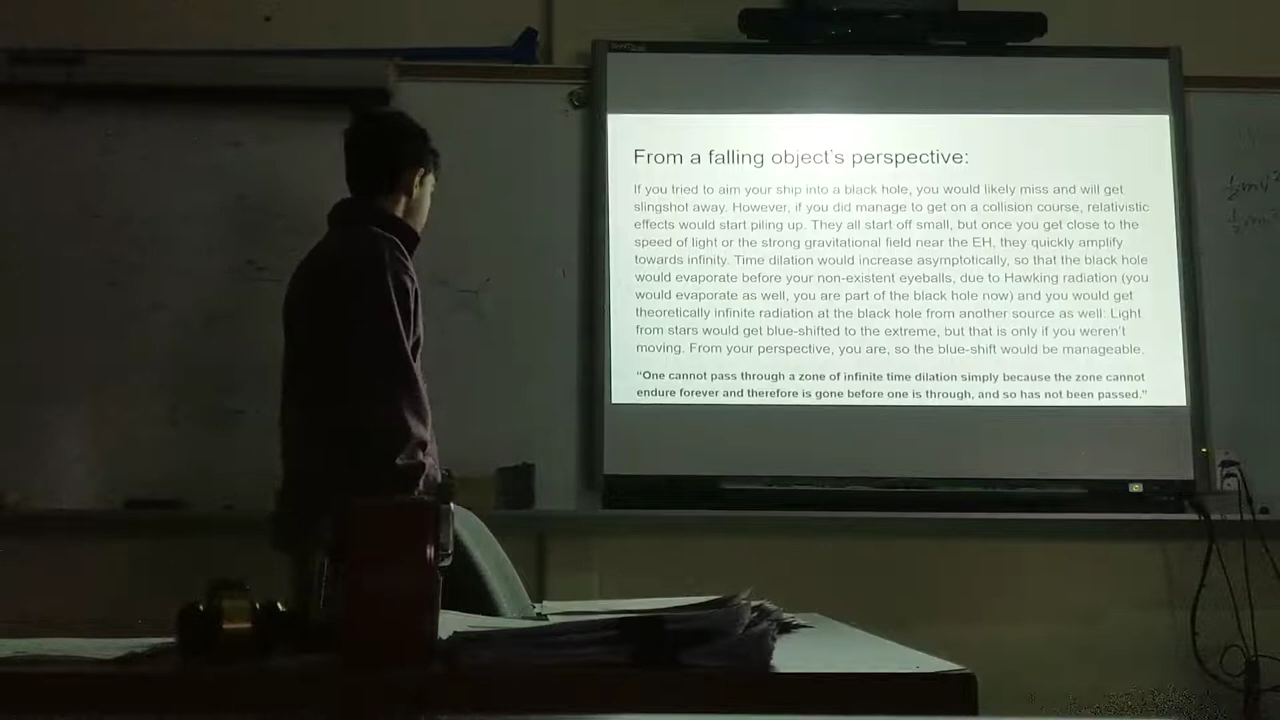 From a falling object's perspective:
If you tried to aim your ship into a black hole, you would likely miss and will get
slingshot away. However, if you did manage to get on a collision course, relativistic
effects would start piling up. They all start off small, but once you get close to the
speed of light or the strong gravitational field near the EH, they quickly amplify
towards infinity. Time dilation would increase asymptotically, so that the black hole
would evaporate before your non-existent eyeballs, due to Hawking radiation (you
would evaporate as well, you are part of the black hole now) and you would get
theoretically infinite radiation at the black hole from another source as well: Light
from stars would get blue-shifted to the extreme, but that is only if you weren't
moving. From your perspective, you are, so the blue-shift would be manageable.
“One cannot pass through a zone of infinite time dilation simply because the zone cannot
endure forever and therefore is gone before one is through, and so has not been passed.”